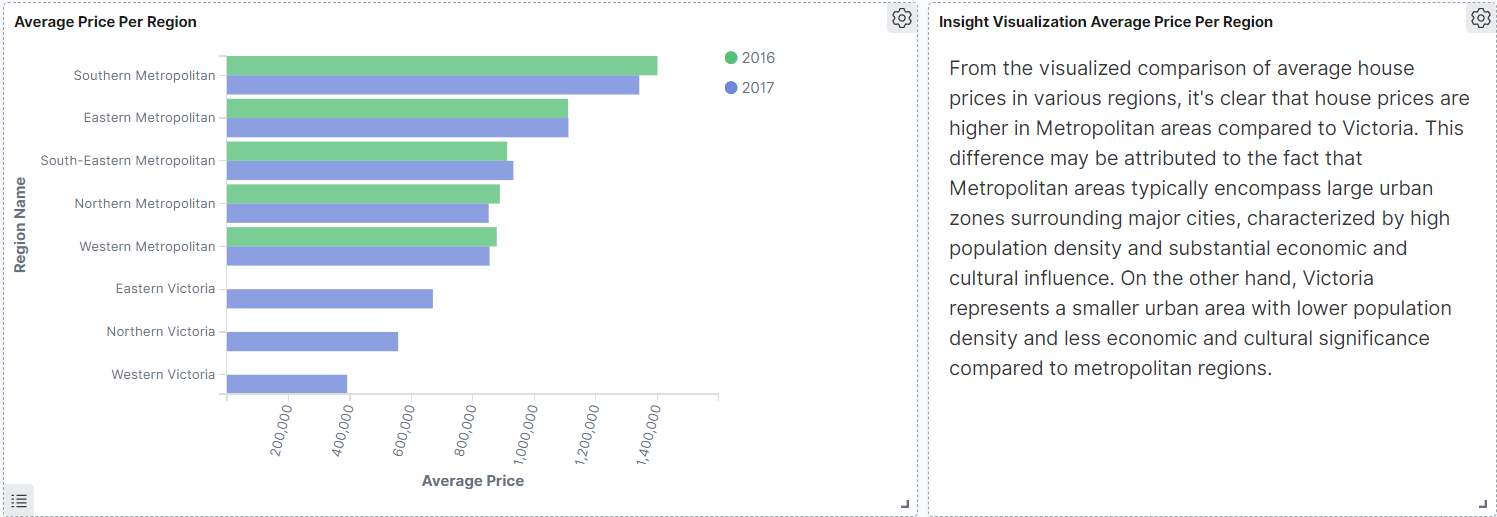 Average Price Per Region
2016
2017
Region Name
Southern Metropolitan
Eastern Metropolitan
South-Eastern Metropolitan
Northern Metropolitan
Western Metropolitan
Eastern Victoria
Northern Victoria
Western Victoria
200,000
400,000
600,000
800,000
1,000,000
1,200,000
1,400,000
Average Price
Insight Visualization Average Price Per Region
From the visualized comparison of average house
prices in various regions, it's clear that house prices are
higher in Metropolitan areas compared to Victoria. This
difference may be attributed to the fact that
Metropolitan areas typically encompass large urban
zones surrounding major cities, characterized by high
population density and substantial economic and
cultural influence. On the other hand, Victoria
represents a smaller urban area with lower population
density and less economic and cultural significance
compared to metropolitan regions.